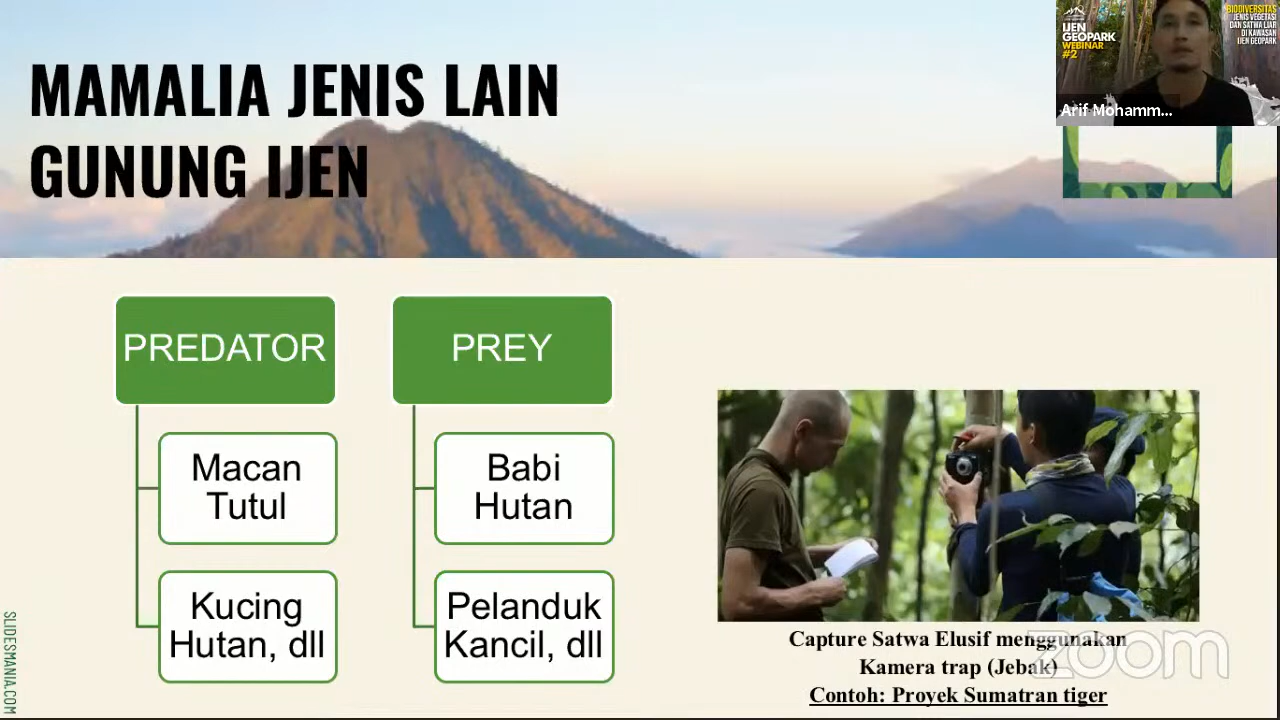 MAMALIA JENIS LAIN
GUNUNG IJEN
IJEN
GEOPARK
WEBINAR
#2
BIODIVERSITAS
JENIS VEGETASI
DAN SATWA LIAR
DI KAWASAN
IJEN GEOPARK
Arif Mohamm...
PREDATOR
PREY
Macan
Tutul
Babi
Hutan
Kucing
Hutan, dll
Pelanduk
Kancil, dll
Capture Satwa Elusif menggunakan
Kamera trap (Jebak)
Contoh: Proyek Sumatran tiger
zoom
SLIDESMANIA.COM